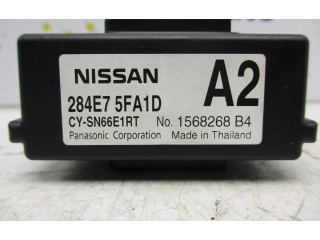 NISSAN A2
284E7 5FA1D
CY-SN66E1RT No. 1568268 B4
Panasonic Corporation Made in Thailand